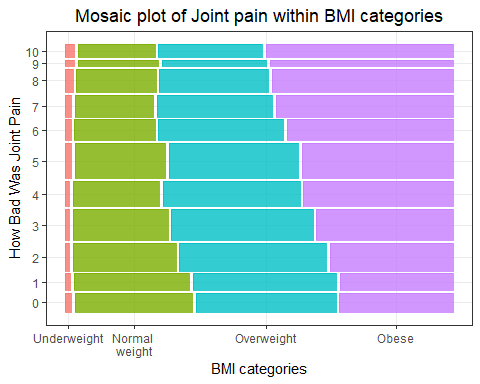 Mosaic plot of Joint pain within BMI categories
How Bad Was Joint Pain
10
9
8
7
6
5
4
3
2
1
0
Underweight Normal Overweight Obese
weight
BMI categories